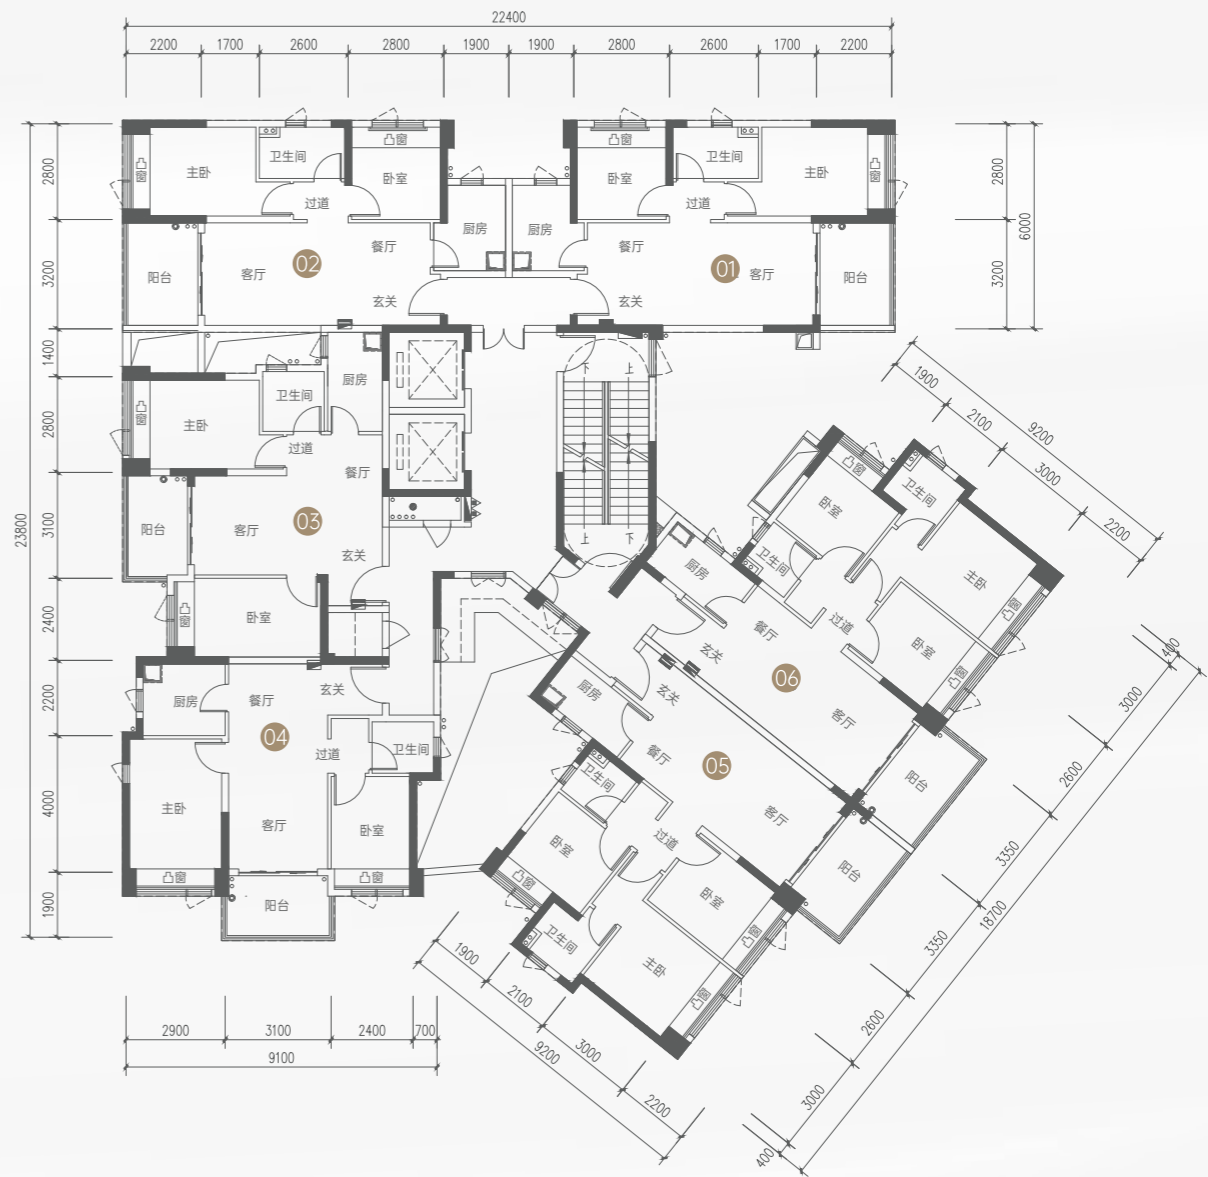 22400
2200 1700 2600 2800 1900 1900 2800 2600 1700 2200
23800
2800 3200 1400 2800 3100 2400 2200 4000 1900
2800 3200
6000
凸窗 主卧 卫生间 凸窗 卧室 过道 厨房
阳台 客厅 02 餐厅 玄关
凸窗 卧室 卫生间 主卧 凸窗 过道 厨房
餐厅 01 客厅 阳台 玄关
凸窗 主卧 卫生间 厨房 过道 餐厅
阳台 客厅 03 玄关
凸窗 卧室
下 上
上 下
厨房 餐厅 玄关
04 过道 卫生间
主卧 客厅 卧室
凸窗 阳台 凸窗
凸窗 卫生间
卧室 主卧 凸窗
厨房 卫生间 过道 卧室 凸窗
玄关 餐厅 06 客厅 阳台
厨房 玄关
餐厅 05 客厅 阳台
卫生间 过道
卧室 卧室 凸窗
凸窗 卫生间 主卧 凸窗
1900 2100 3000 2200
9200
400 3000 2600 3350 3350 2600 3000 400
18700
1900 2100 3000 2200
9200
2900 3100 2400 700
9100